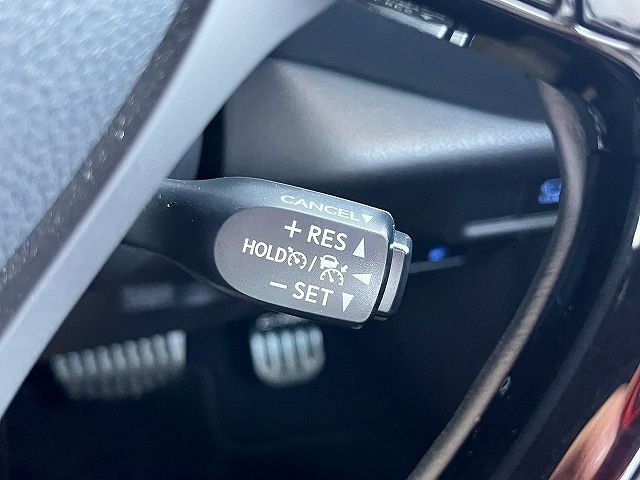 CANCEL▼
+ RES ▲
HOLD / ◀
− SET ▼